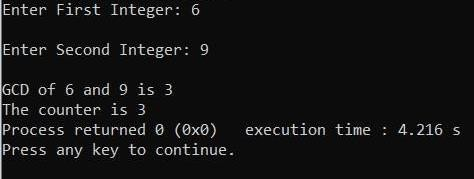 Enter First Integer: 6
Enter Second Integer: 9
GCD of 6 and 9 is 3
The counter is 3
Process returned 0 (0x0)   execution time : 4.216 s
Press any key to continue.